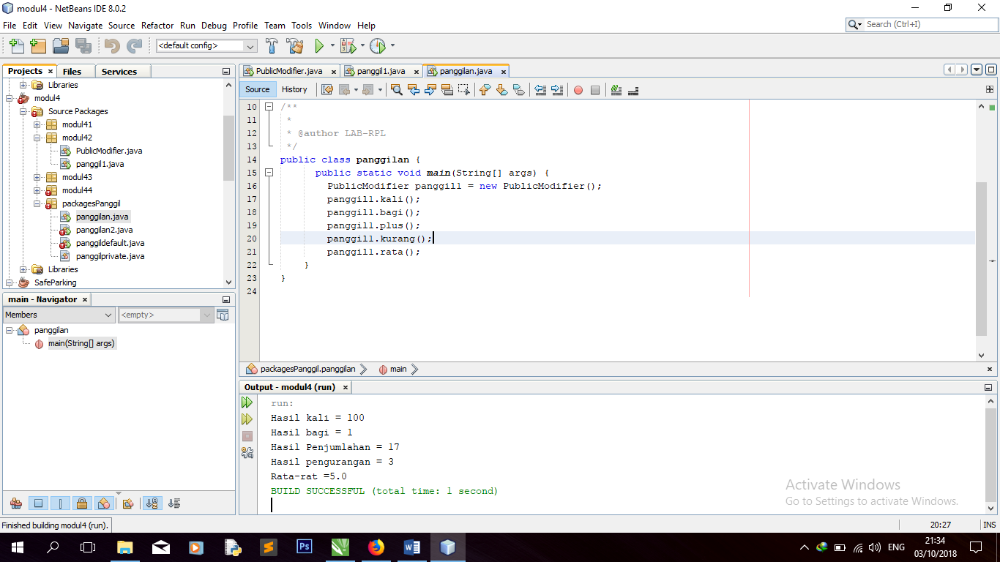 modul4 - NetBeans IDE 8.0.2
File Edit View Navigate Source Refactor Run Debug Profile Team Tools Window Help
Search (Ctrl+I)
<default config>
Projects Files Services
Libraries
modul4
Source Packages
modul41
modul42
PublicModifier.java
panggil1.java
modul43
modul44
packagesPanggil
panggilan.java
panggilan2.java
panggildefault.java
panggilprivate.java
Libraries
SafeParking
main - Navigator
Members <empty>
panggilan
main(String[] args)
PublicModifier.java panggil1.java panggilan.java
Source History
10 /**
11 *
12 * @author LAB-RPL
13 */
14 public class panggilan {
15 public static void main(String[] args) {
16 PublicModifier panggil1 = new PublicModifier();
17 panggil1.kali();
18 panggil1.bagi();
19 panggil1.plus();
20 panggil1.kurang();
21 panggil1.rata();
22 }
23 }
24
packagesPanggil.panggilan main
Output - modul4 (run)
run:
Hasil kali = 100
Hasil bagi = 1
Hasil Penjumlahan = 17
Hasil pengurangan = 3
Rata-rat =5.0
BUILD SUCCESSFUL (total time: 1 second)
Activate Windows
Go to Settings to activate Windows.
Finished building modul4 (run).
20:27 INS
Ps
ENG
21:34
03/10/2018